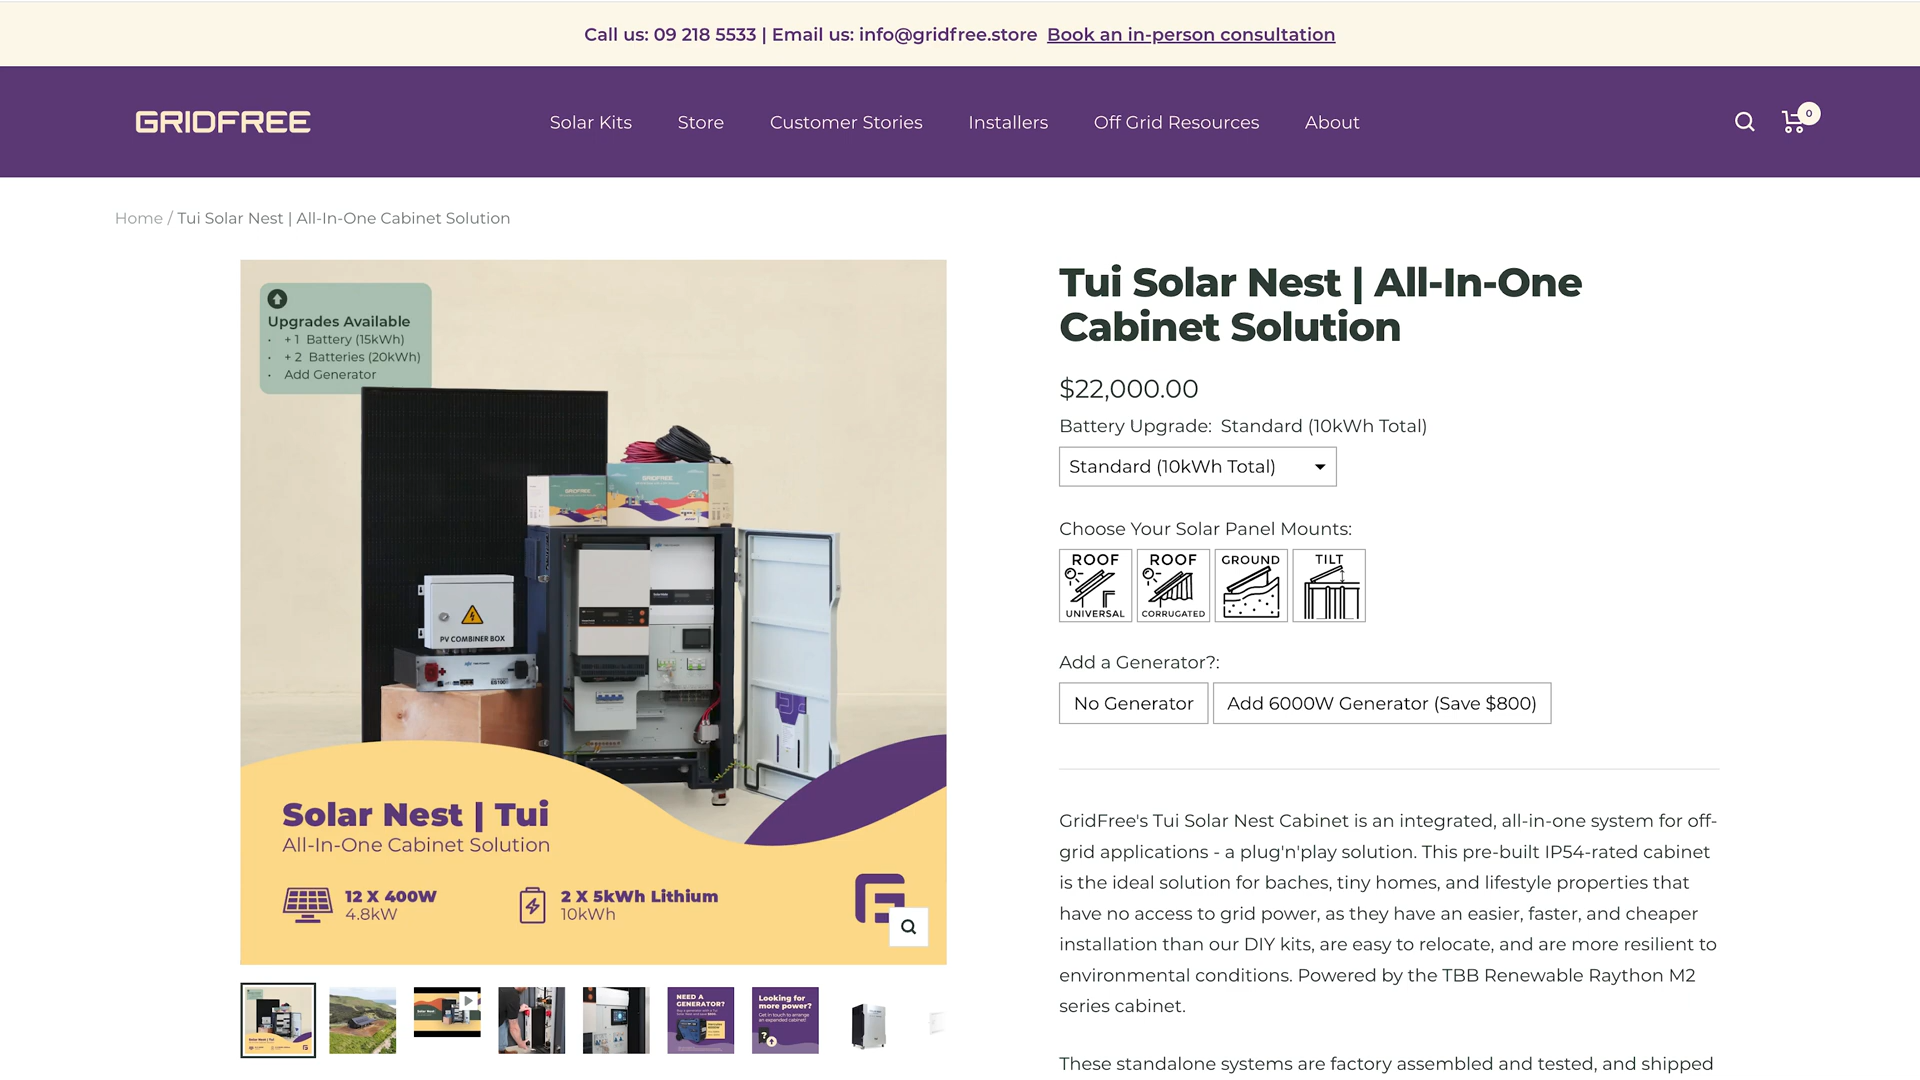 Call us: 09 218 5533 | Email us: info@gridfree.store Book an in-person consultation
GRIDFREE
Solar Kits
Store
Customer Stories
Installers
Off Grid Resources
About
0
Home / Tui Solar Nest | All-In-One Cabinet Solution
Upgrades Available
• + 1 Battery (15kWh)
• + 2 Batteries (20kWh)
• Add Generator
GRIDFREE
GRIDFREE
PV COMBINER BOX
Solar Nest | Tui
All-In-One Cabinet Solution
12 X 400W
4.8kW
2 X 5kWh Lithium
10kWh
NEED A
GENERATOR?
Looking for
more power?
Tui Solar Nest | All-In-One
Cabinet Solution
$22,000.00
Battery Upgrade: Standard (10kWh Total)
Standard (10kWh Total)
Choose Your Solar Panel Mounts:
ROOF
UNIVERSAL
ROOF
CORRUGATED
GROUND
TILT
Add a Generator?:
No Generator
Add 6000W Generator (Save $800)
GridFree's Tui Solar Nest Cabinet is an integrated, all-in-one system for off-
grid applications - a plug'n'play solution. This pre-built IP54-rated cabinet
is the ideal solution for baches, tiny homes, and lifestyle properties that
have no access to grid power, as they have an easier, faster, and cheaper
installation than our DIY kits, are easy to relocate, and are more resilient to
environmental conditions. Powered by the TBB Renewable Raython M2
series cabinet.
These standalone systems are factory assembled and tested, and shipped